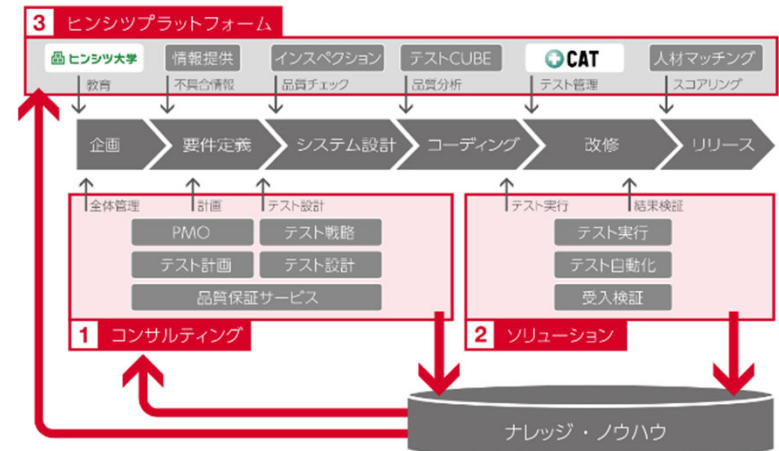 3 ヒンシツプラットフォーム
ヒンシツ大学 情報提供 インスペクション テストCUBE CAT 人材マッチング
教育 不具合情報 品質チェック 品質分析 テスト管理 スコアリング
企画 要件定義 システム設計 コーディング 改修 リリース
全体管理 計画 テスト設計 テスト実行 結果検証
PMO テスト戦略
テスト計画 テスト設計
品質保証サービス
1 コンサルティング
テスト実行
テスト自動化
受入検証
2 ソリューション
ナレッジ・ノウハウ